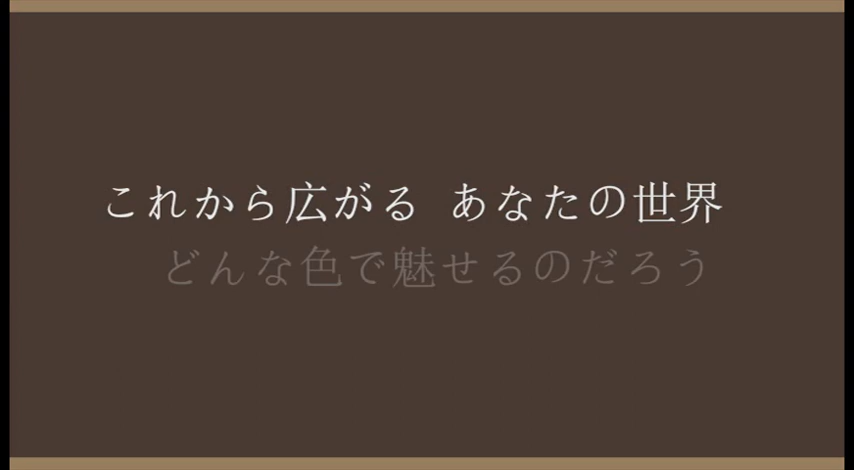 これから広がる あなたの世界
どんな色で魅せるのだろう